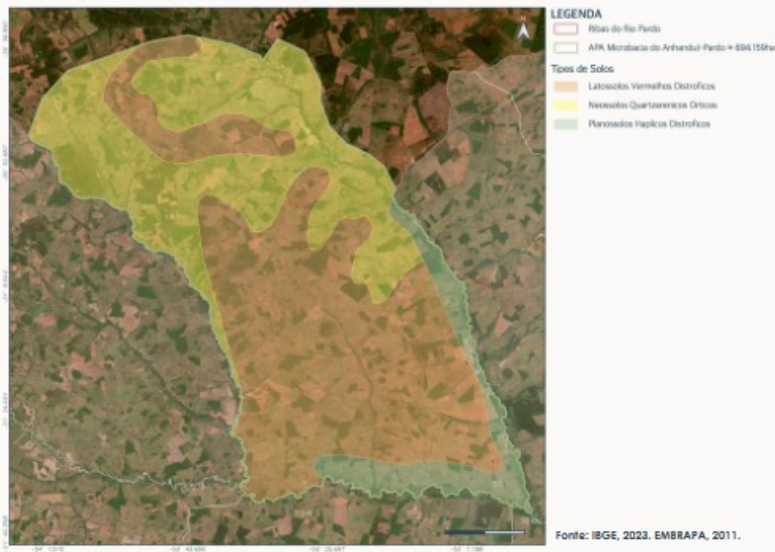 LEGENDA
Ribas do Rio Pardo
APA Microbacia do Anhanduí-Pardo = 694.159ha
Tipos de Solos
Latossolos Vermelhos Distroficos
Neossolos Quartzarenicos Orticos
Planossolos Haplicos Distroficos
Fonte: IBGE, 2023. EMBRAPA, 2011.